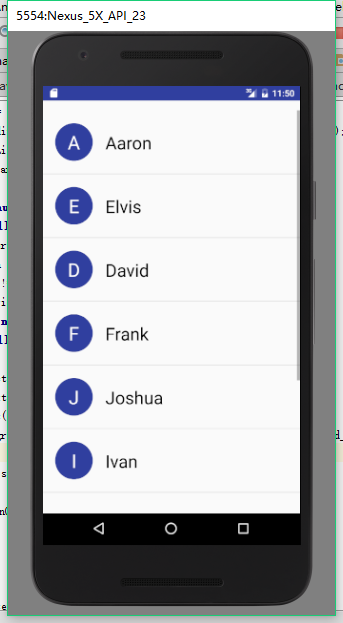 5554:Nexus_5X_API_23
11:50
A Aaron
E Elvis
D David
F Frank
J Joshua
I Ivan